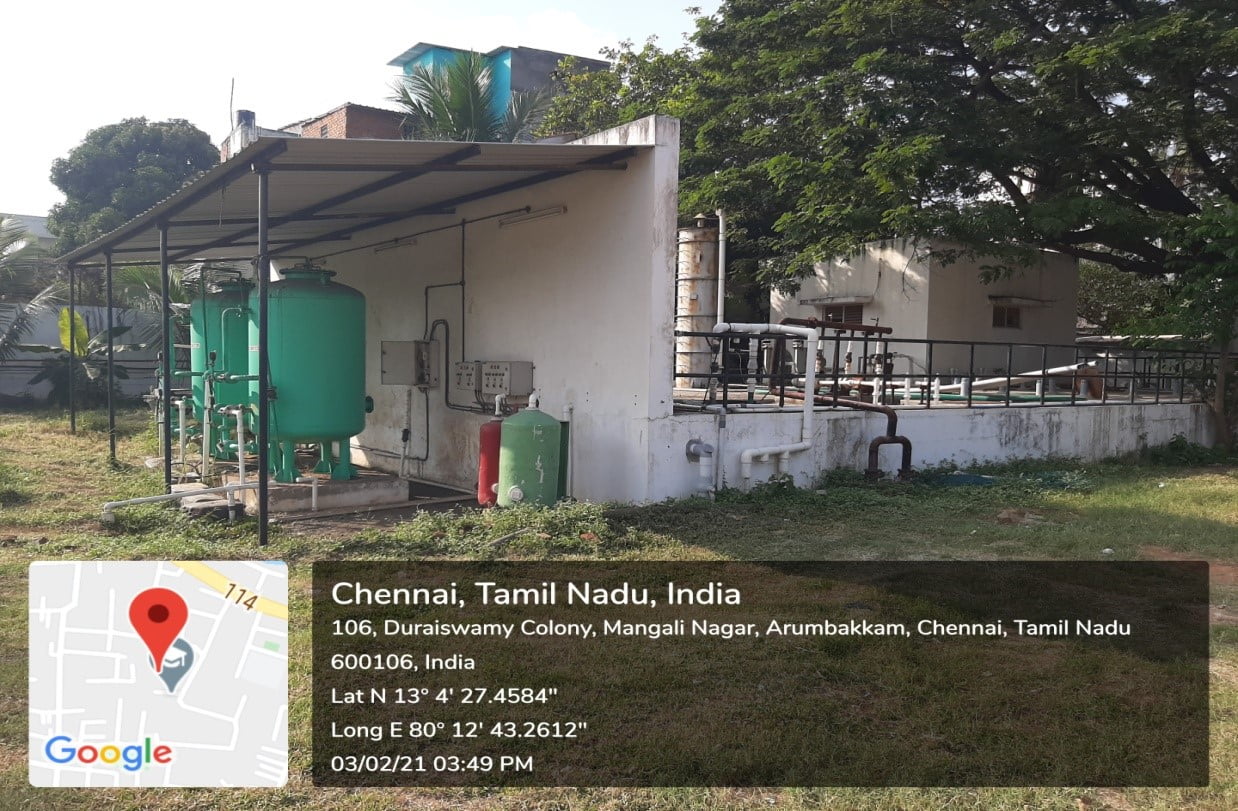 114
Google
Chennai, Tamil Nadu, India
106, Duraiswamy Colony, Mangali Nagar, Arumbakkam, Chennai, Tamil Nadu
600106, India
Lat N 13° 4' 27.4584"
Long E 80° 12' 43.2612"
03/02/21 03:49 PM